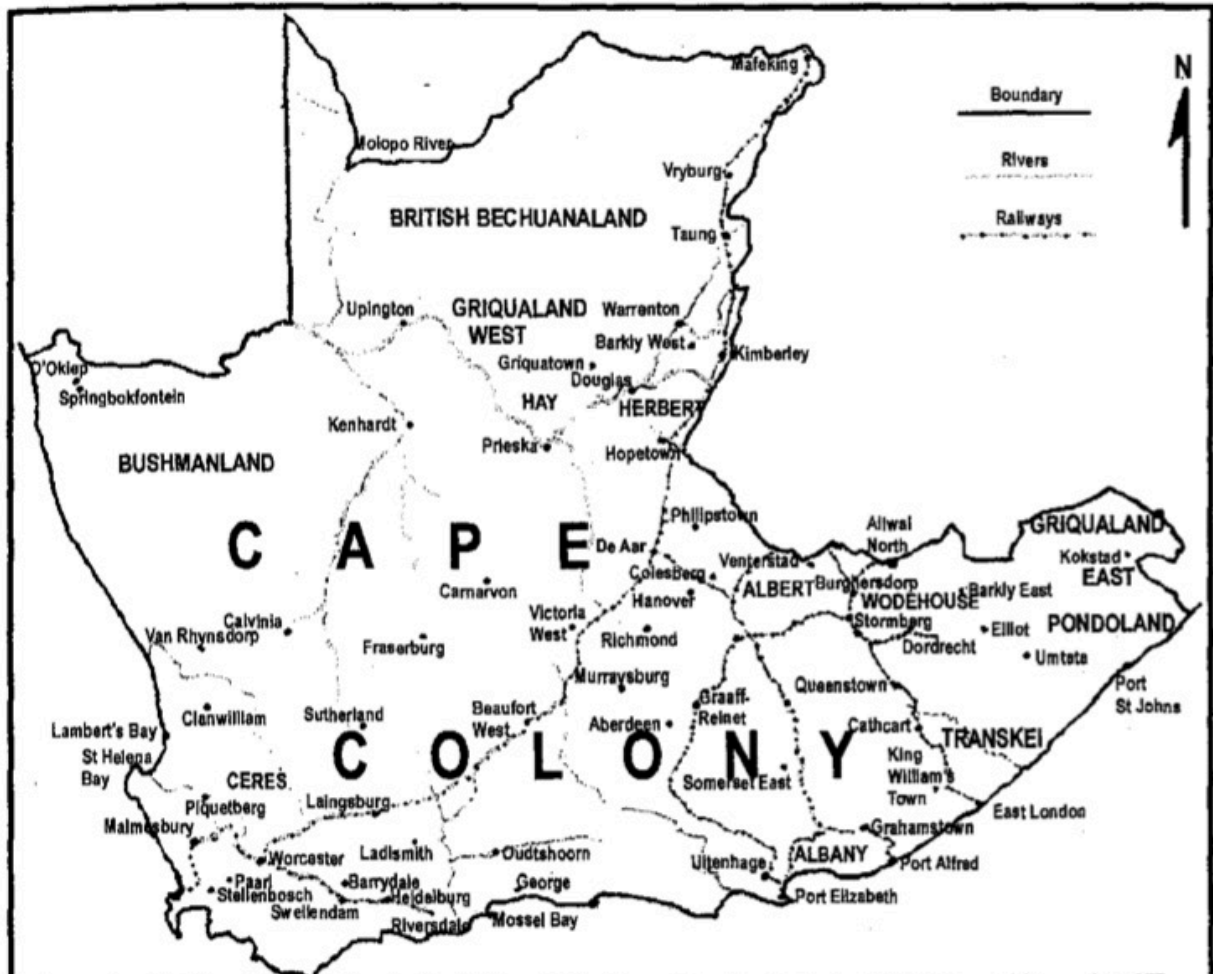 Mafeking
Boundary
N
Molopo River
Rivers
Vryburg
BRITISH BECHUANALAND
Railways
Taung
Upington
GRIQUALAND
WEST
Warrenton
Barkly West
Griquatown
Kimberley
O'Okiep
Springbokfontein
Douglas
HAY
HERBERT
Kenhardt
Prieska
Hopetown
BUSHMANLAND
Philipstown
CAPE
De Aar
Aliwal
North
GRIQUALAND
EAST
Kokstad
Venterstad
Colesberg
ALBERT
Burghersdorp
Barkly East
Carnarvon
Hanover
WODEHOUSE
Calvinia
Victoria
West
Stormberg
Elliot
PONDOLAND
Van Rhynsdorp
Fraserburg
Richmond
Dordrecht
Umtata
Murraysburg
Queenstown
Port
St Johns
Clanwilliam
Sutherland
Beaufort
West
Graaff-
Reinet
Aberdeen
Cathcart
Lambert's Bay
TRANSKEI
St Helena
Bay
COLONY
King
William's
Town
CERES
Somerset East
Piquetberg
Laingsburg
East London
Malmesbury
Grahamstown
Worcester
Ladismith
Oudtshoorn
Uitenhage
ALBANY
Port Alfred
Paarl
Barrydale
George
Stellenbosch
Heidelburg
Port Elizabeth
Swellendam
Riversdale
Mossel Bay